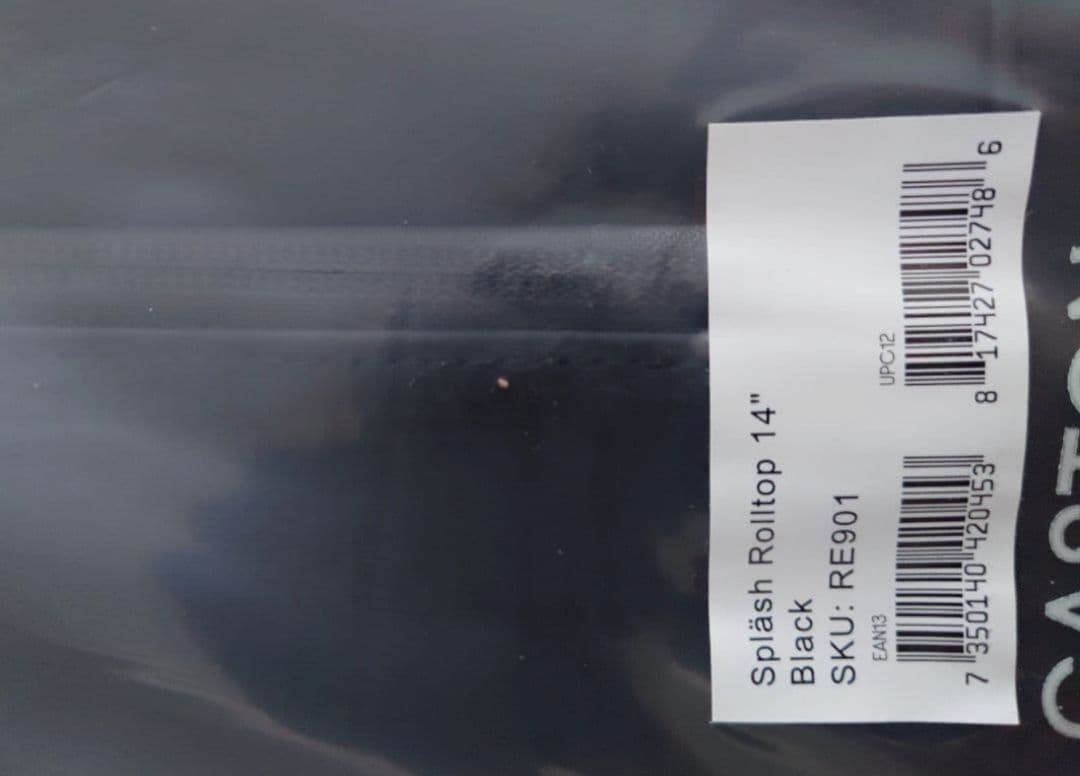 Spläsh Rolltop 14"
Black
SKU: RE901
EAN13
7 350140 420453
UPC12
8 17427 02748 6